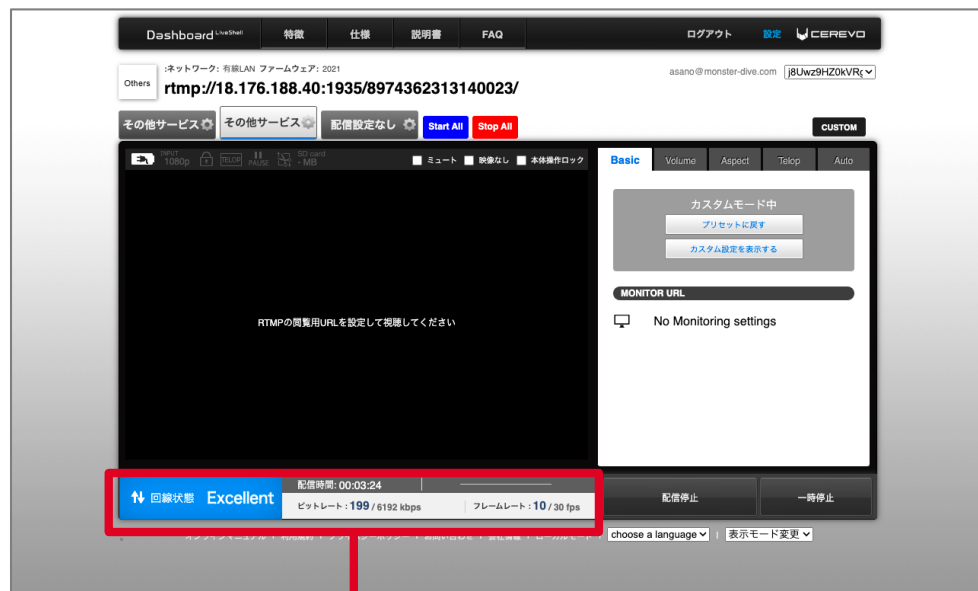 Dashboard LiveShell 特徴 仕様 説明書 FAQ ログアウト 設定 CEREVO
:ネットワーク: 有線LAN ファームウェア: 2021
Others rtmp://18.176.188.40:1935/8974362313140023/
asano@monster-dive.com j8Uwz9HZ0kVR
その他サービス その他サービス 配信設定なし Start All Stop All CUSTOM
INPUT 1080p TELOP PAUSE SD card - MB ミュート 映像なし 本体操作ロック
Basic Volume Aspect Telop Auto
カスタムモード中
プリセットに戻す
カスタム設定を表示する
MONITOR URL
No Monitoring settings
RTMPの閲覧用URLを設定して視聴してください
回線状態 Excellent
配信時間: 00:03:24
ビットレート : 199 / 6192 kbps フレームレート : 10 / 30 fps
配信停止 一時停止
choose a language 表示モード変更